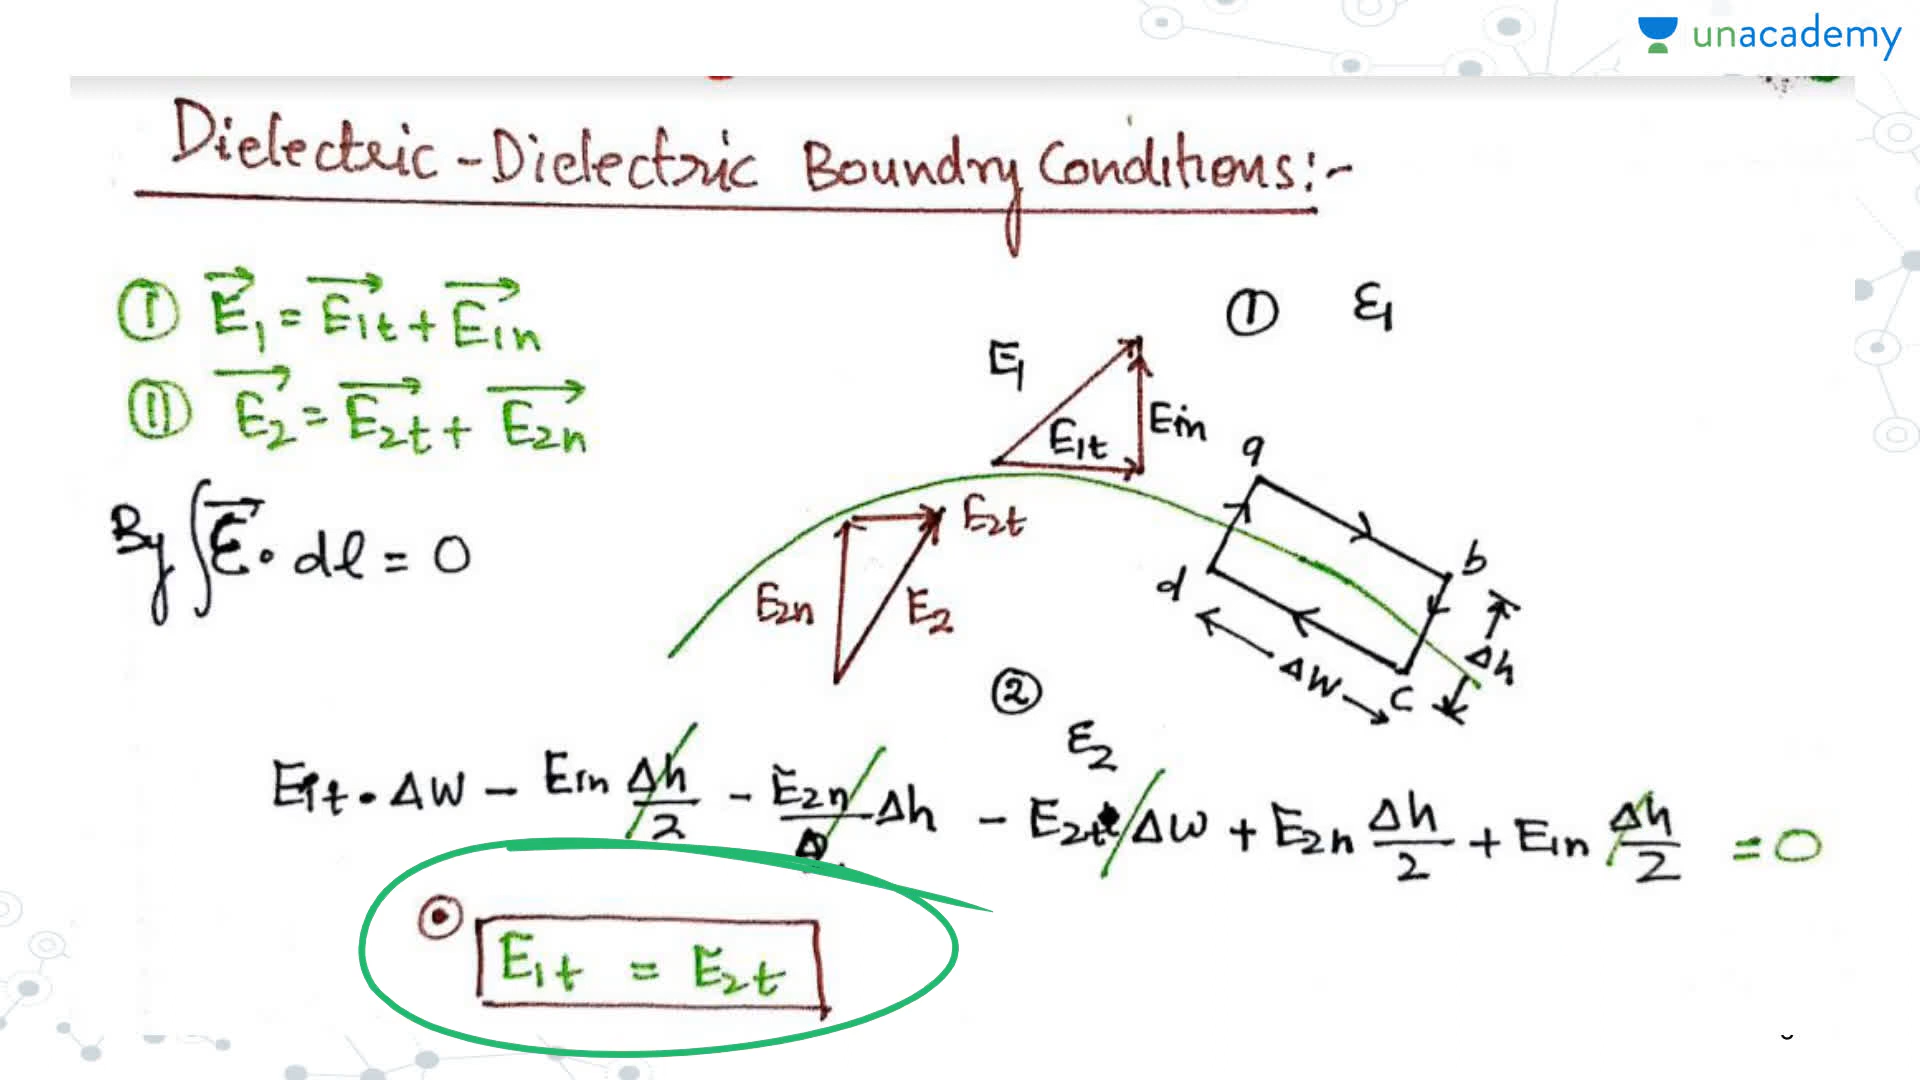 unacademy
Dielectric-Dielectric Boundry Conditions:-
① E₁ = E₁t + E₁n
② E₂ = E₂t + E₂n
By ∫E · dl = 0
① ε₁
E₁
E₁t
E₁n
E₂t
E₂n
E₂
a
b
c
d
Δh
ΔW
②
ε₂
E₁t · ΔW − E₁n Δh/2 − E₂n Δh − E₂t ΔW + E₂n Δh/2 + E₁n Δh/2 = 0
E₁t = E₂t